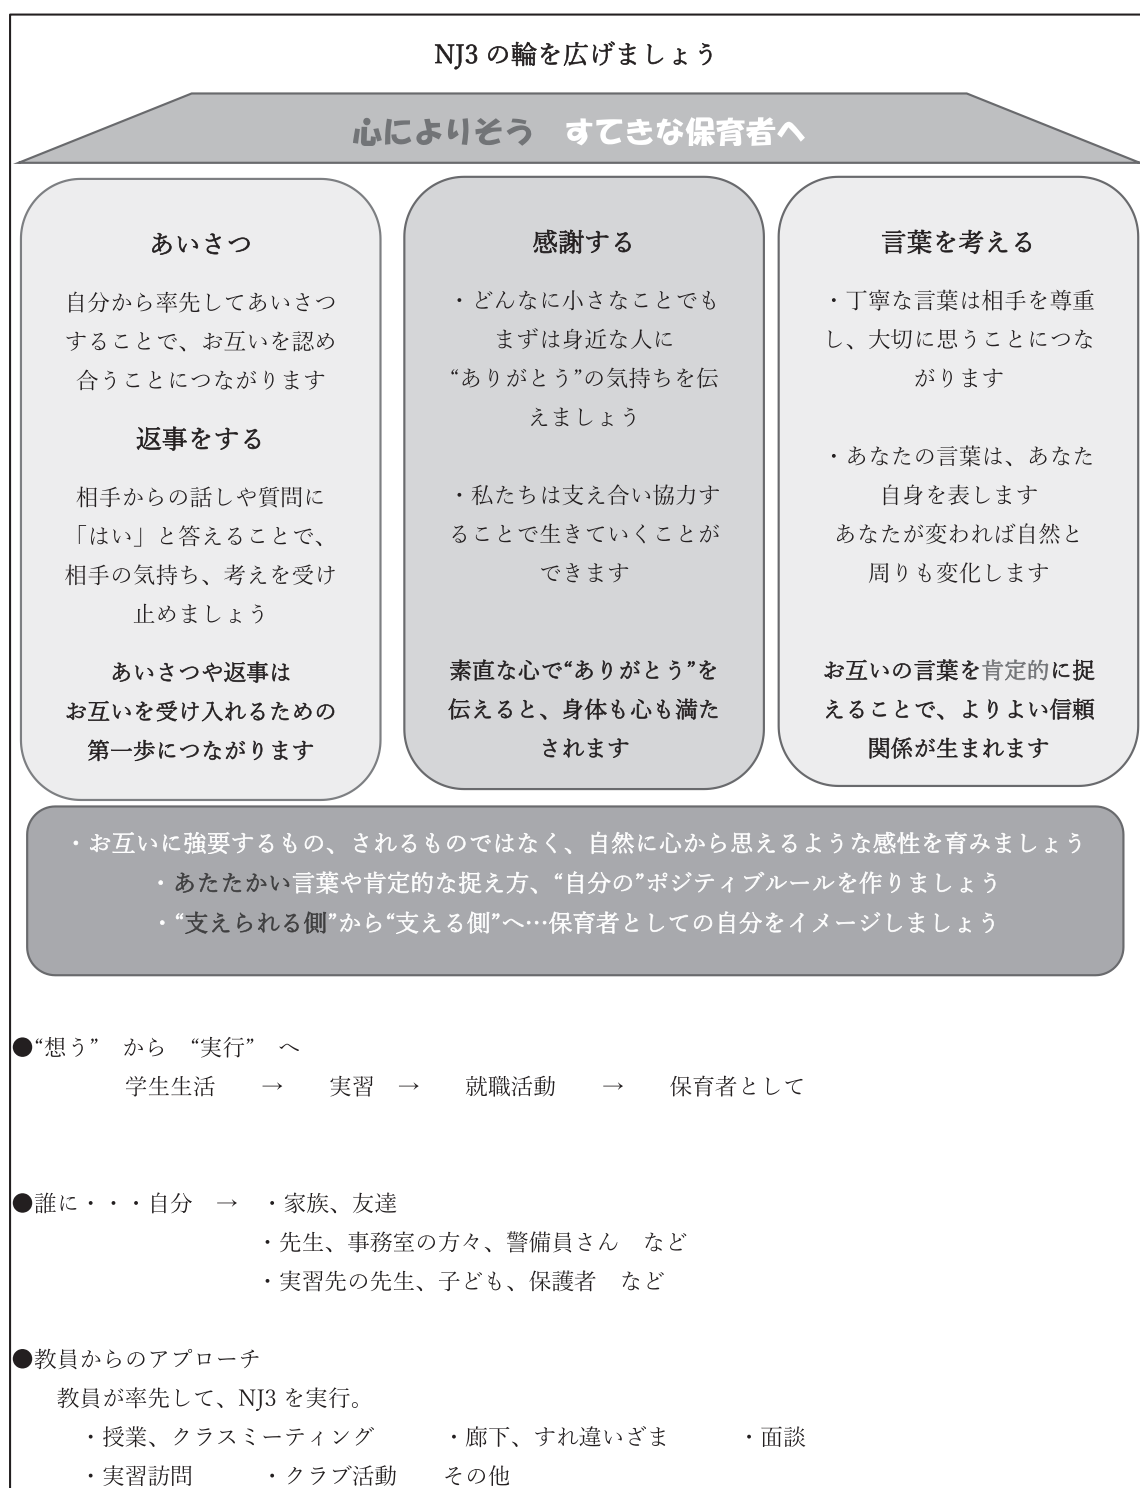 NJ3 の輪を広げましょう
心によりそう　すてきな保育者へ
あいさつ
自分から率先してあいさつ
することで、お互いを認め
合うことにつながります
返事をする
相手からの話しや質問に
「はい」と答えることで、
相手の気持ち、考えを受け
止めましょう
あいさつや返事は
お互いを受け入れるための
第一歩につながります
感謝する
・どんなに小さなことでも
まずは身近な人に
“ありがとう”の気持ちを伝
えましょう
・私たちは支え合い協力す
ることで生きていくことが
できます
素直な心で“ありがとう”を
伝えると、身体も心も満た
されます
言葉を考える
・丁寧な言葉は相手を尊重
し、大切に思うことにつな
がります
・あなたの言葉は、あなた
自身を表します
あなたが変われば自然と
周りも変化します
お互いの言葉を肯定的に捉
えることで、よりよい信頼
関係が生まれます
・お互いに強要するもの、されるものではなく、自然に心から思えるような感性を育みましょう
・あたたかい言葉や肯定的な捉え方、“自分の”ポジティブルールを作りましょう
・“支えられる側”から“支える側”へ…保育者としての自分をイメージしましょう
●“想う”　から　“実行”　へ
学生生活　　→　　実習　→　　就職活動　　→　　保育者として
●誰に・・・自分　→　・家族、友達
・先生、事務室の方々、警備員さん　など
・実習先の先生、子ども、保護者　など
●教員からのアプローチ
教員が率先して、NJ3 を実行。
・授業、クラスミーティング　　　・廊下、すれ違いざま　　　・面談
・実習訪問　　　・クラブ活動　　その他